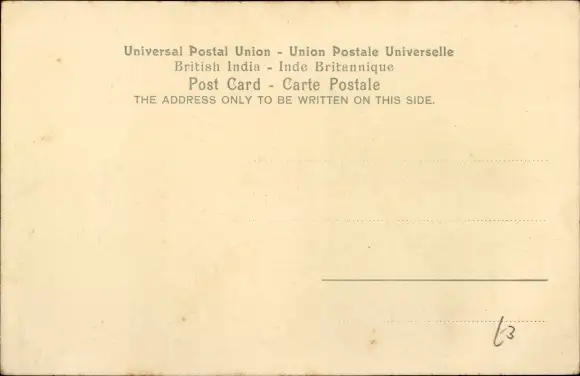 Universal Postal Union - Union Postale Universelle
British India - Inde Britannique
Post Card - Carte Postale
THE ADDRESS ONLY TO BE WRITTEN ON THIS SIDE.